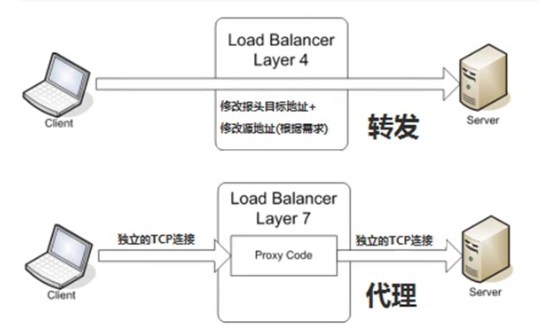 Load Balancer
Layer 4
修改报头目标地址+
修改源地址(根据需求)
转发
Client
Server
Load Balancer
Layer 7
独立的TCP连接
独立的TCP连接
Proxy Code
代理
Client
Server